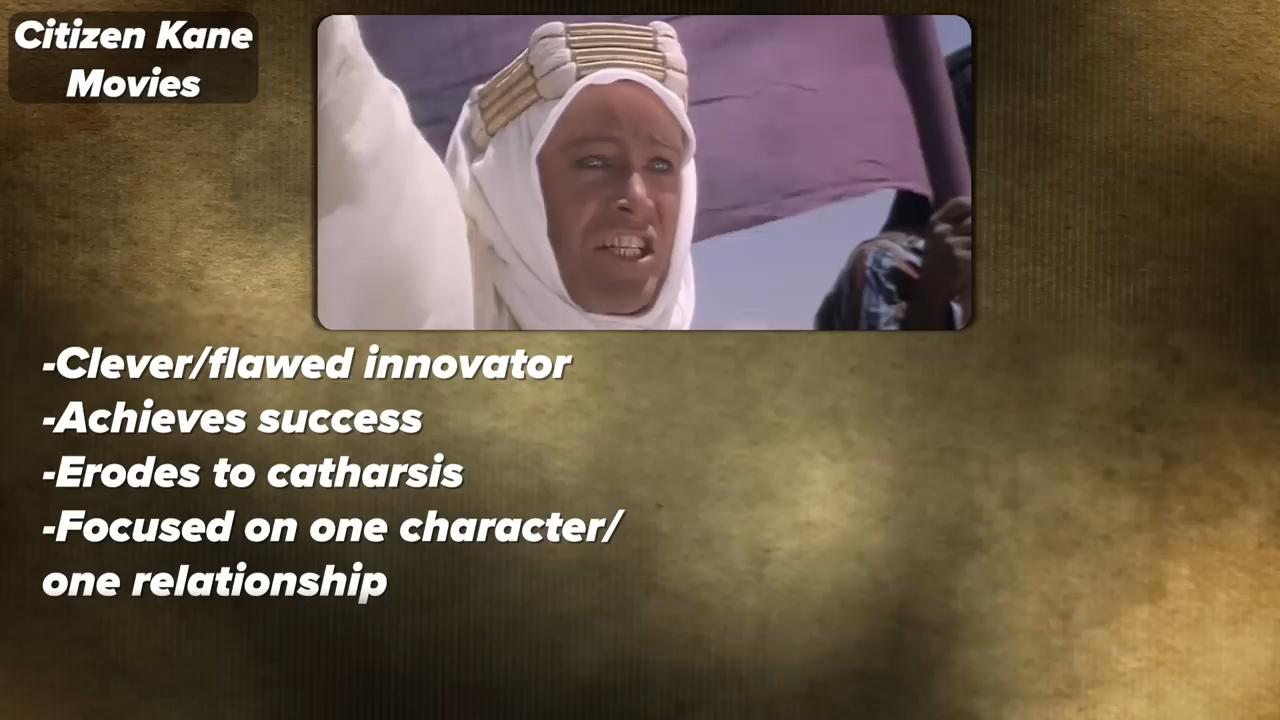 Citizen Kane
Movies
-Clever/flawed innovator
-Achieves success
-Erodes to catharsis
-Focused on one character/
one relationship